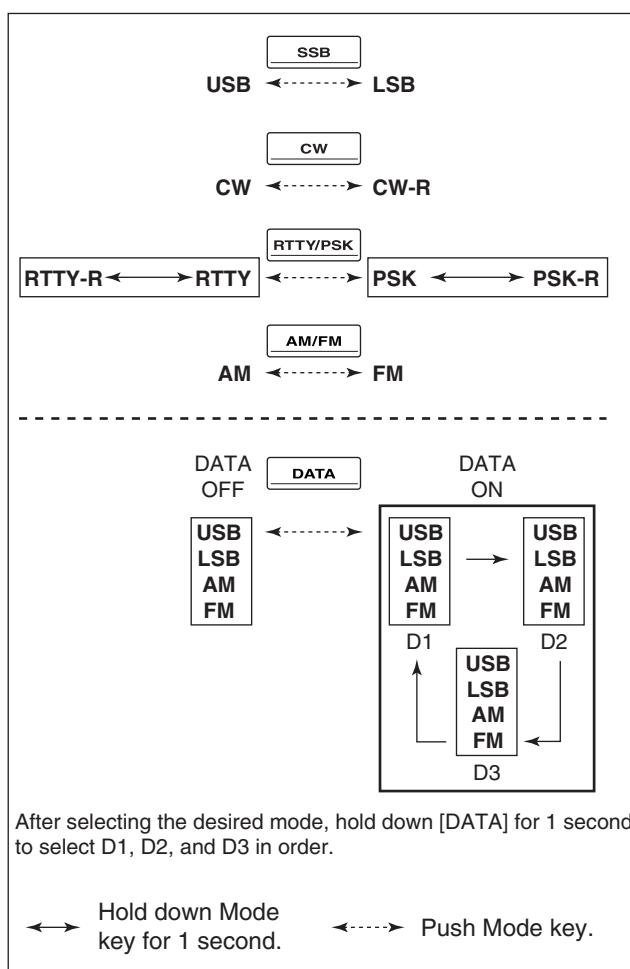 SSB
USB LSB
CW
CW CW-R
RTTY/PSK
RTTY-R RTTY PSK PSK-R
AM/FM
AM FM
DATA OFF
DATA
DATA ON
USB
LSB
AM
FM
USB
LSB
AM
FM
D1
USB
LSB
AM
FM
D2
USB
LSB
AM
FM
D3
After selecting the desired mode, hold down [DATA] for 1 second
to select D1, D2, and D3 in order.
Hold down Mode
key for 1 second.
Push Mode key.